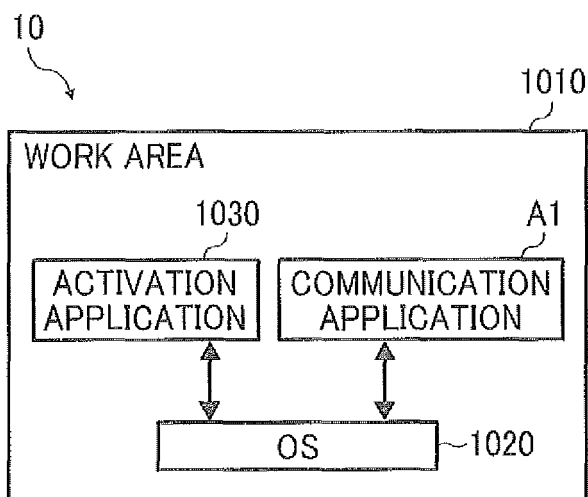 10
1010
WORK AREA
1030
A1
ACTIVATION
APPLICATION
COMMUNICATION
APPLICATION
OS
1020